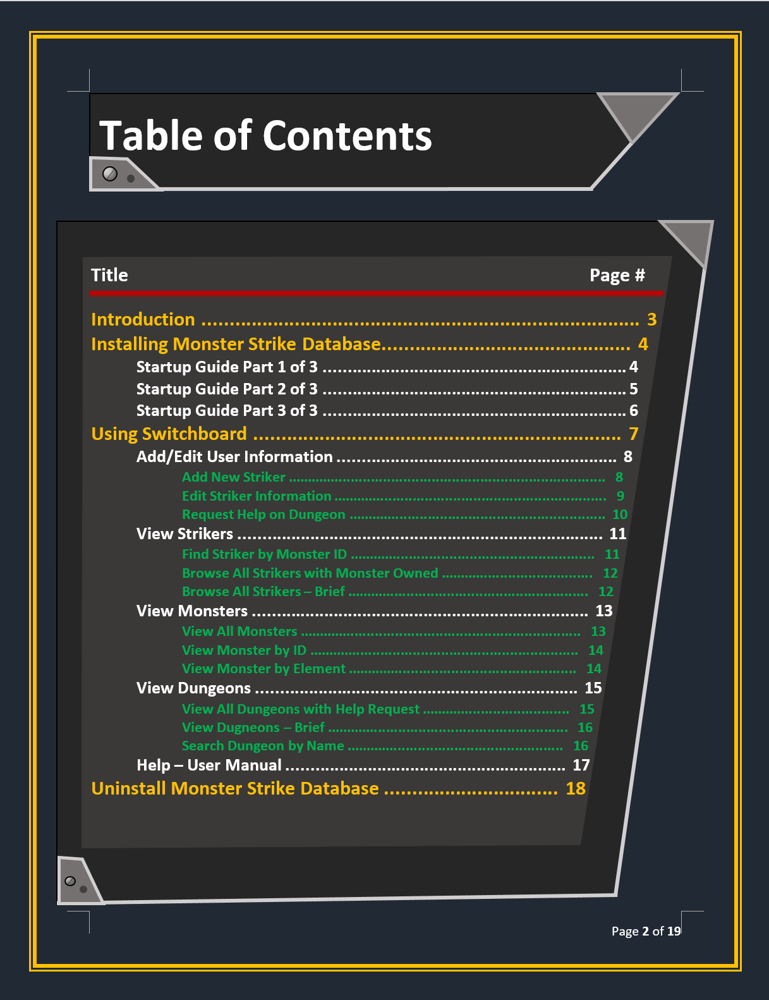 Table of Contents
Title Page #
Introduction ............................................................................. 3
Installing Monster Strike Database............................................ 4
Startup Guide Part 1 of 3 ............................................................. 4
Startup Guide Part 2 of 3 ............................................................. 5
Startup Guide Part 3 of 3 ............................................................. 6
Using Switchboard ................................................................. 7
Add/Edit User Information ........................................................ 8
Add New Striker .................................................................................... 8
Edit Striker Information ........................................................................ 9
Request Help on Dungeon .................................................................... 10
View Strikers ......................................................................... 11
Find Striker by Monster ID ................................................................. 11
Browse All Strikers with Monster Owned ........................................ 12
Browse All Strikers – Brief ................................................................ 12
View Monsters ................................................................... 13
View All Monsters .......................................................................... 13
View Monster by ID ....................................................................... 14
View Monster by Element ............................................................ 14
View Dungeons ................................................................. 15
View All Dungeons with Help Request ....................................... 15
View Dugneons – Brief ................................................................ 16
Search Dungeon by Name ......................................................... 16
Help – User Manual ........................................................ 17
Uninstall Monster Strike Database ............................... 18
Page 2 of 19